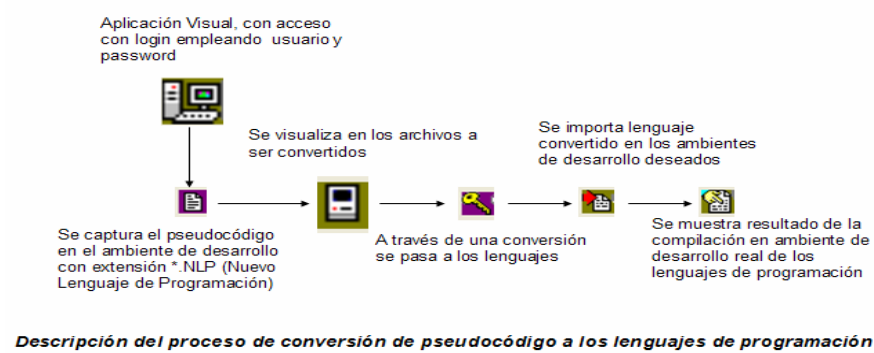 Aplicación Visual, con acceso
con login empleando usuario y
password
Se visualiza en los archivos a
ser convertidos
Se importa lenguaje
convertido en los ambientes
de desarrollo deseados
Se captura el pseudocódigo
en el ambiente de desarrollo
con extensión *.NLP (Nuevo
Lenguaje de Programación)
A través de una conversión
se pasa a los lenguajes
Se muestra resultado de la
compilación en ambiente de
desarrollo real de los
lenguajes de programación
Descripción del proceso de conversión de pseudocódigo a los lenguajes de programación